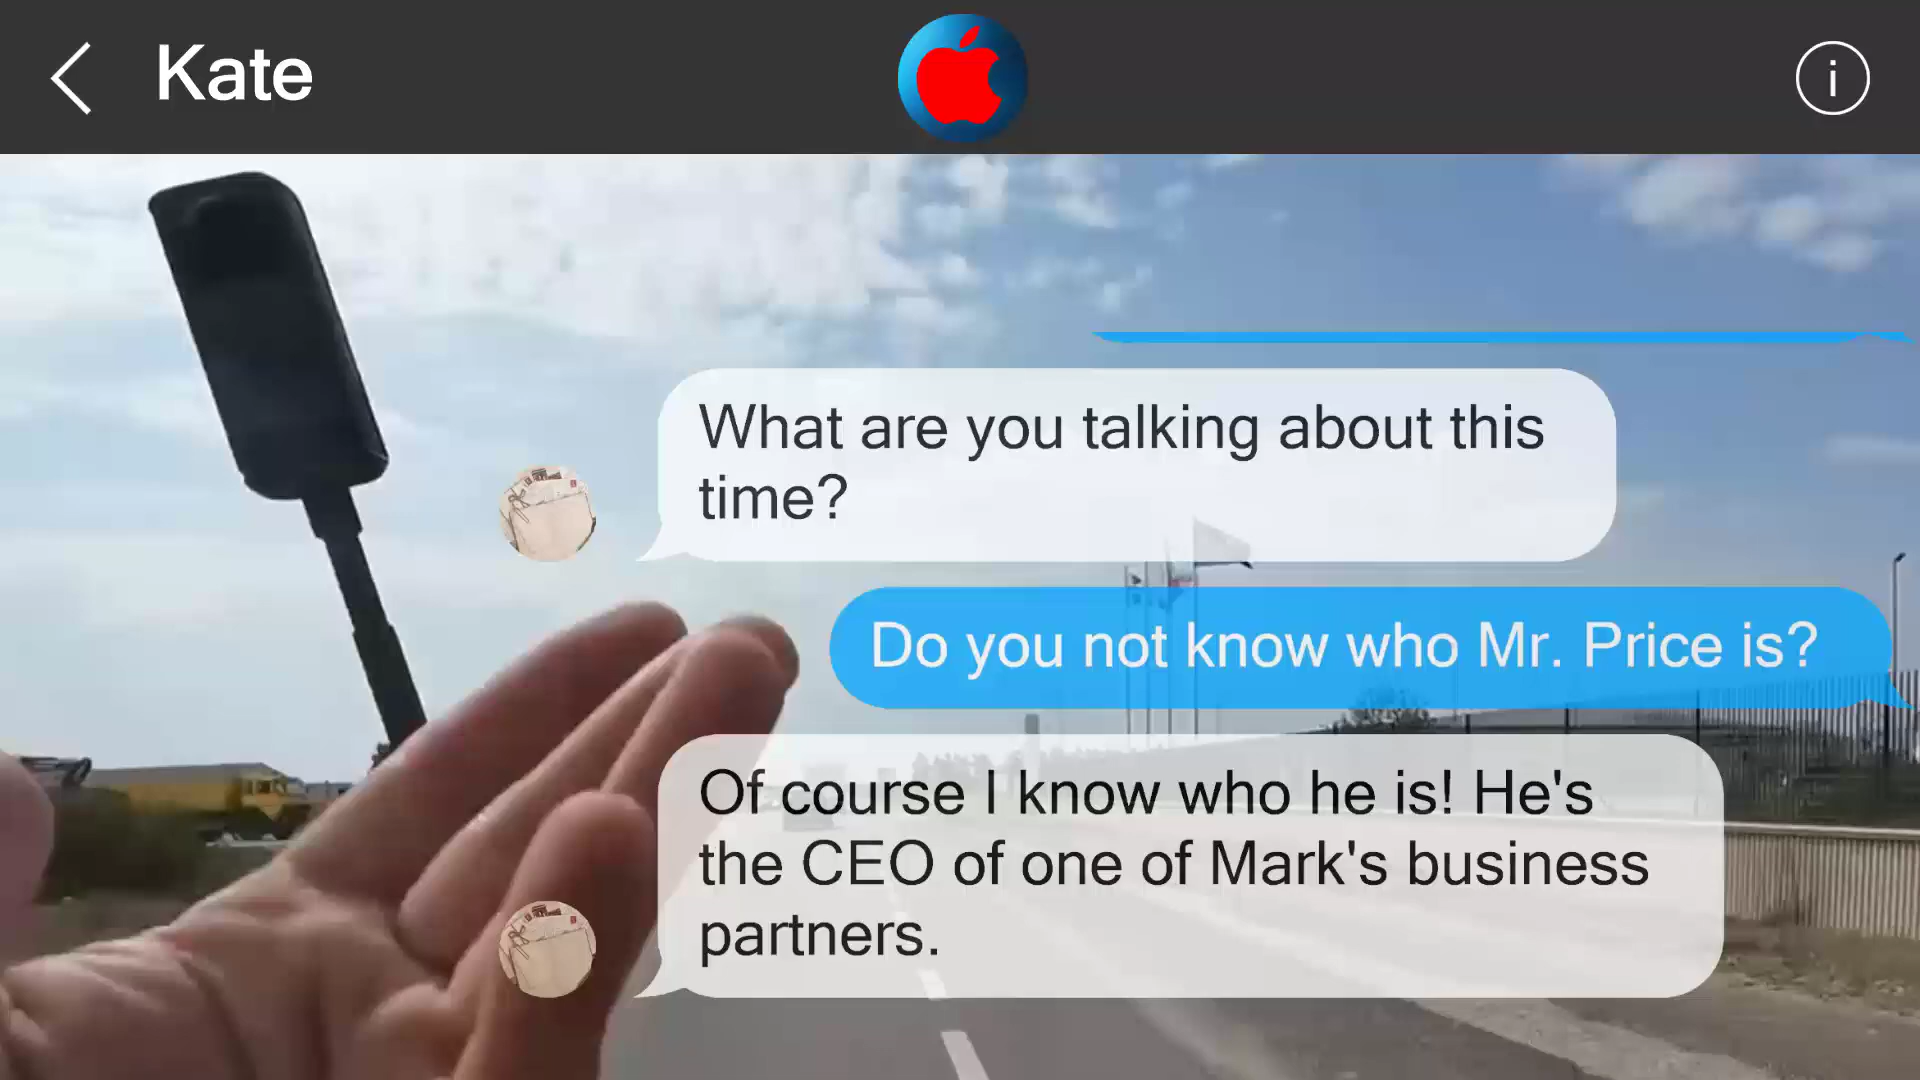 Kate
What are you talking about this
time?
Do you not know who Mr. Price is?
Of course I know who he is! He's
the CEO of one of Mark's business
partners.